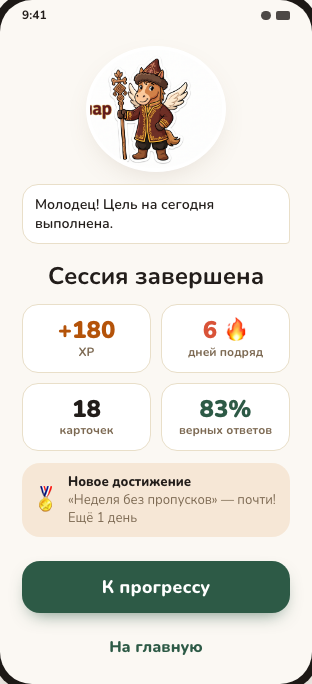 9:41
Молодец! Цель на сегодня
выполнена.
Сессия завершена
+180
XP
6 🔥
дней подряд
18
карточек
83%
верных ответов
Новое достижение
«Неделя без пропусков» — почти!
Ещё 1 день
К прогрессу
На главную